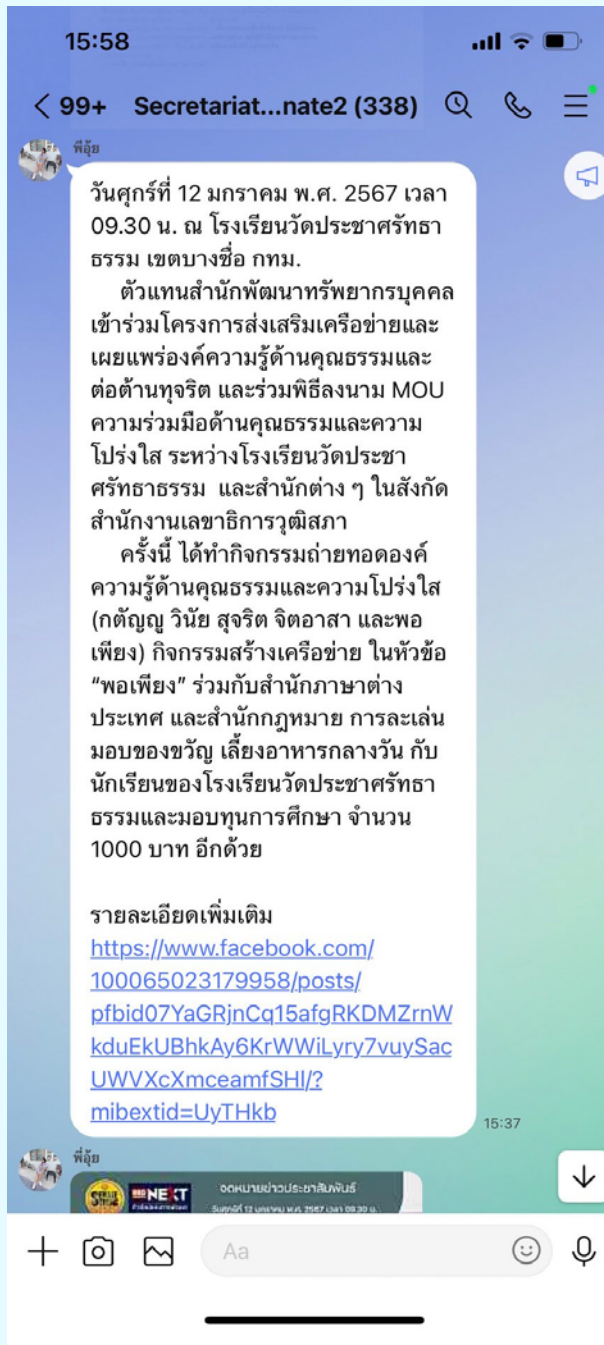 15:58
99+ Secretariat...nate2 (338)
พี่อุ้ย
วันศุกร์ที่ 12 มกราคม พ.ศ. 2567 เวลา
09.30 น. ณ โรงเรียนวัดประชาศรัทธา
ธรรม เขตบางซื่อ กทม.
ตัวแทนสำนักพัฒนาทรัพยากรบุคคล
เข้าร่วมโครงการส่งเสริมเครือข่ายและ
เผยแพร่องค์ความรู้ด้านคุณธรรมและ
ต่อต้านทุจริต และร่วมพิธีลงนาม MOU
ความร่วมมือด้านคุณธรรมและความ
โปร่งใส ระหว่างโรงเรียนวัดประชา
ศรัทธาธรรม และสำนักต่าง ๆ ในสังกัด
สำนักงานเลขาธิการวุฒิสภา
ครั้งนี้ ได้ทำกิจกรรมถ่ายทอดองค์
ความรู้ด้านคุณธรรมและความโปร่งใส
(กตัญญู วินัย สุจริต จิตอาสา และพอ
เพียง) กิจกรรมสร้างเครือข่าย ในหัวข้อ
“พอเพียง” ร่วมกับสำนักภาษาต่าง
ประเทศ และสำนักกฎหมาย การละเล่น
มอบของขวัญ เลี้ยงอาหารกลางวัน กับ
นักเรียนของโรงเรียนวัดประชาศรัทธา
ธรรมและมอบทุนการศึกษา จำนวน
1000 บาท อีกด้วย
รายละเอียดเพิ่มเติม
https://www.facebook.com/
100065023179958/posts/
pfbid07YaGRjnCq15afgRKDMZrnW
kduEkUBhkAy6KrWWiLyry7vuySac
UWVXcXmceamfSHl/?
mibextid=UyTHkb
15:37
พี่อุ้ย
NEXT
จดหมายข่าวประชาสัมพันธ์
วันศุกร์ที่ 12 มกราคม พ.ศ. 2567 เวลา 09.30 น.
Aa